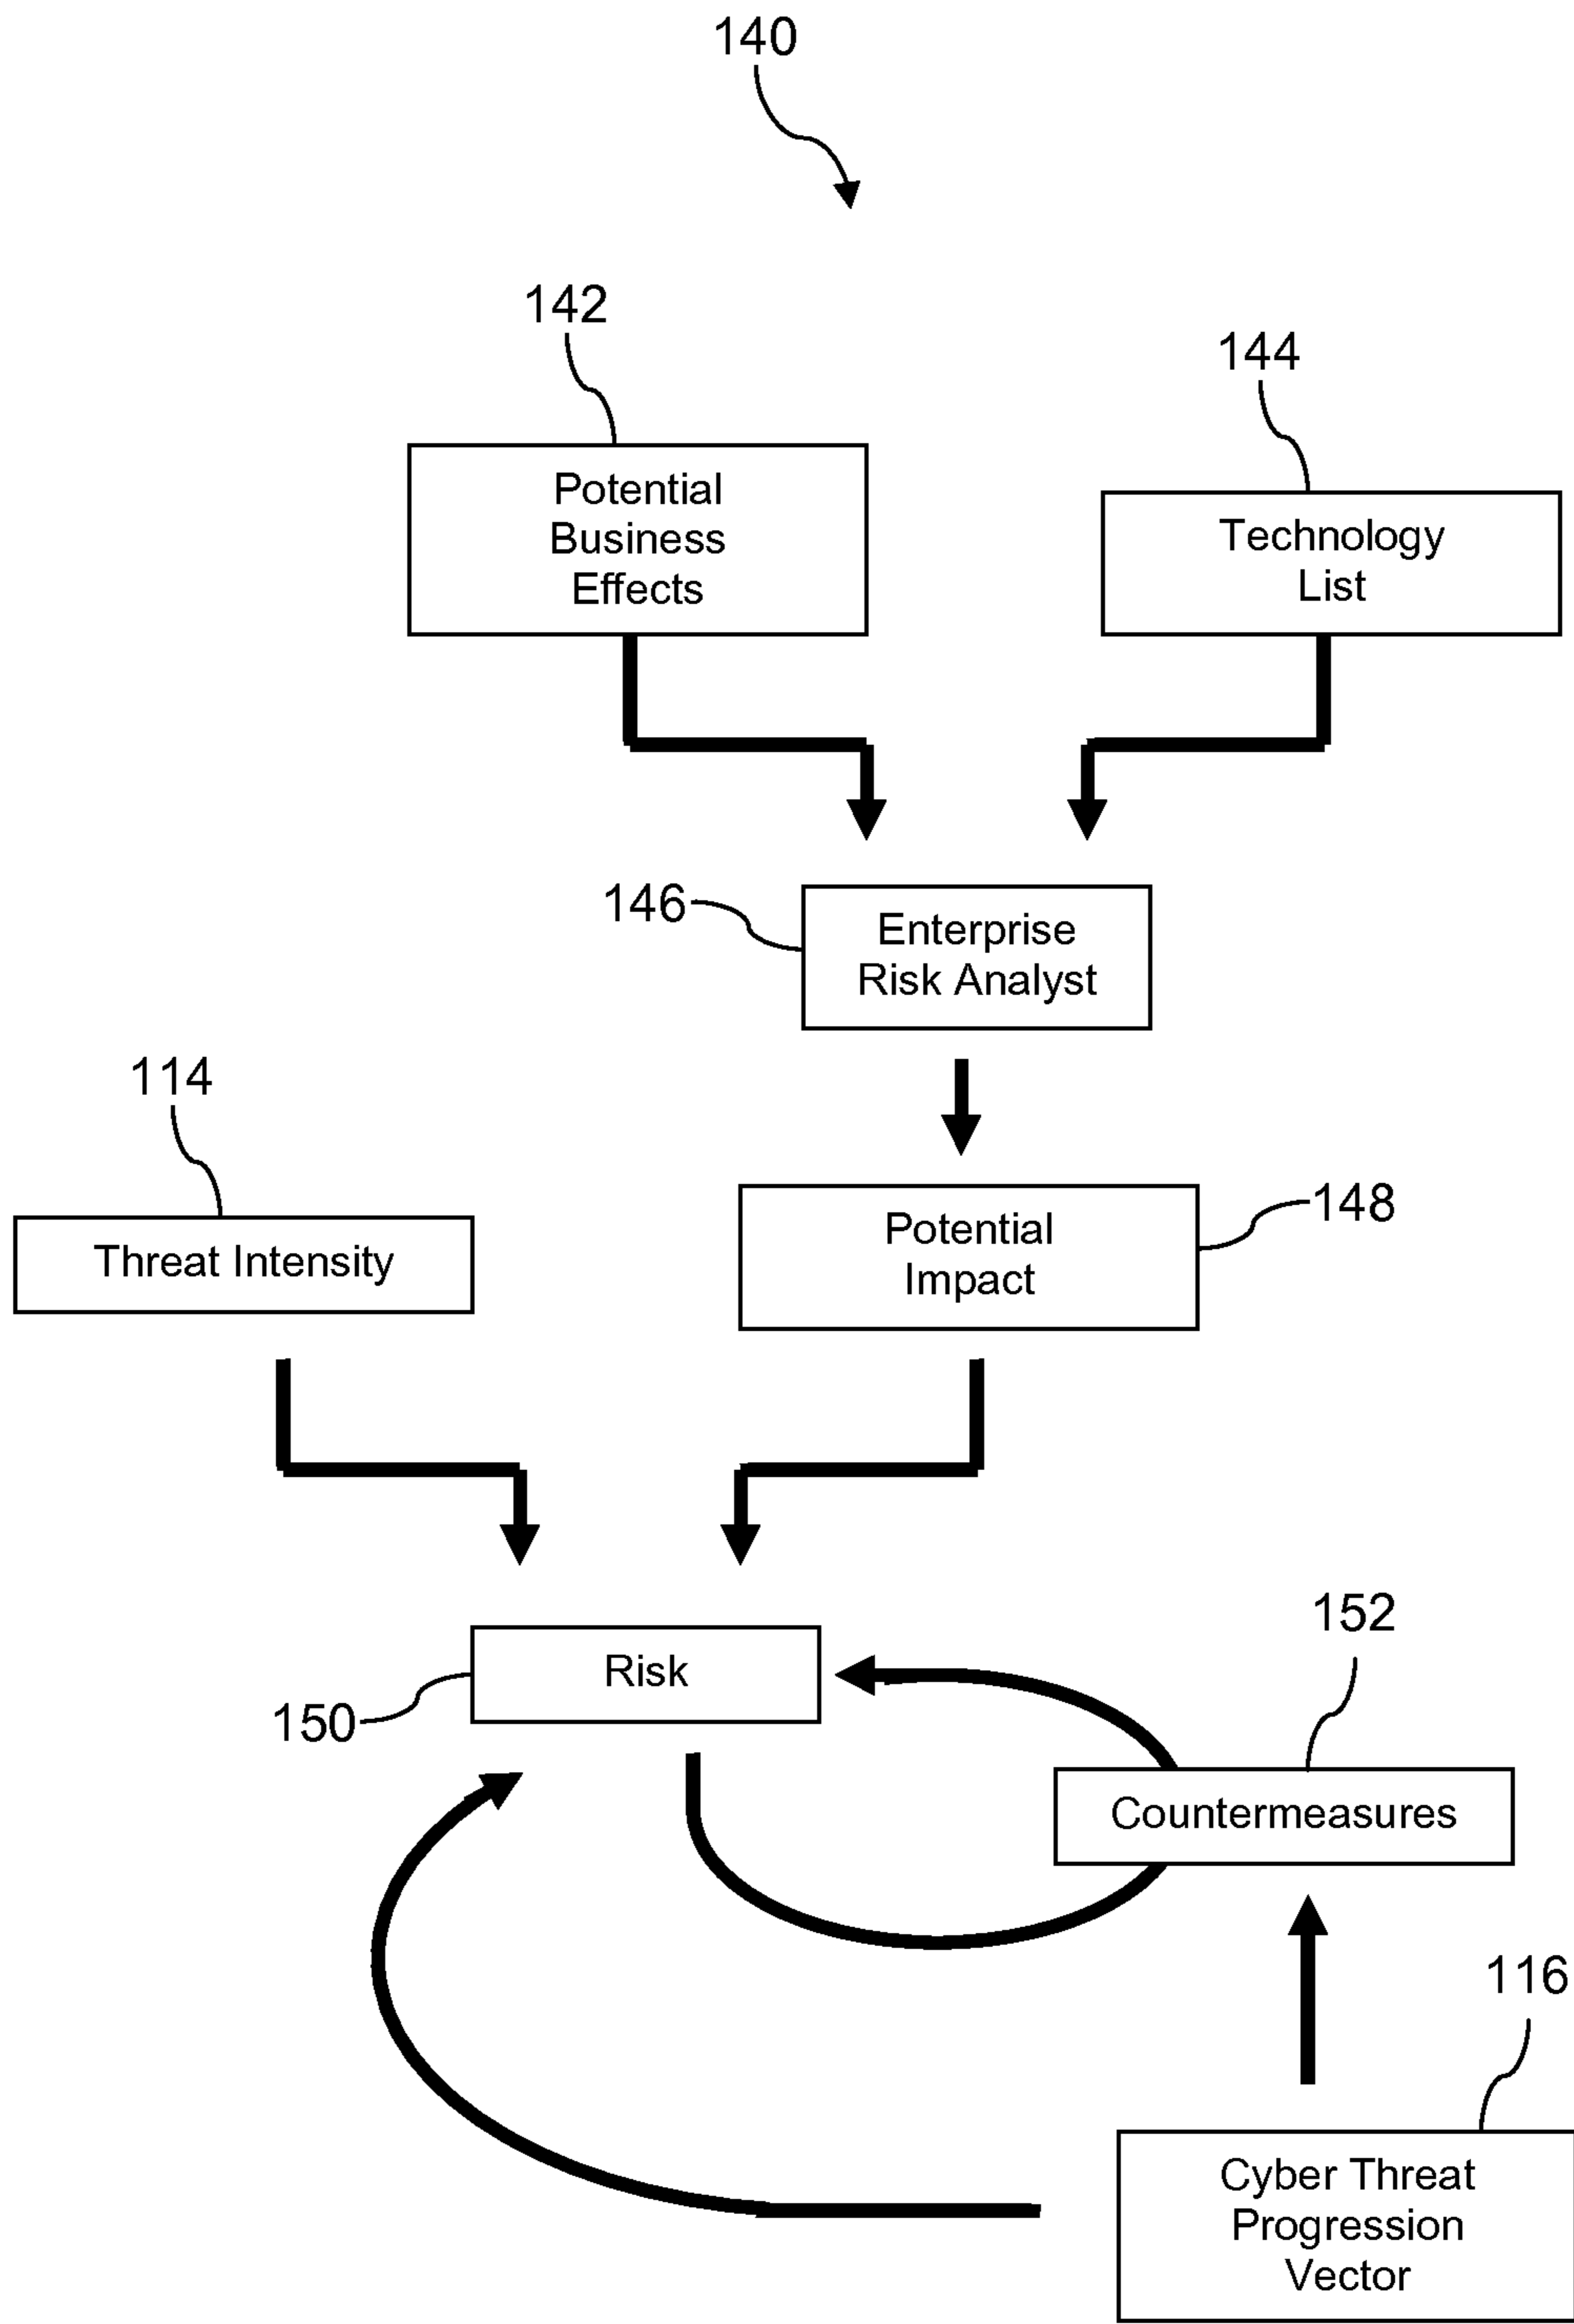 140
142
144
Potential
Business
Effects
Technology
List
146
Enterprise
Risk Analyst
114
148
Potential
Impact
Threat Intensity
152
Risk
150
Countermeasures
116
Cyber Threat
Progression
Vector